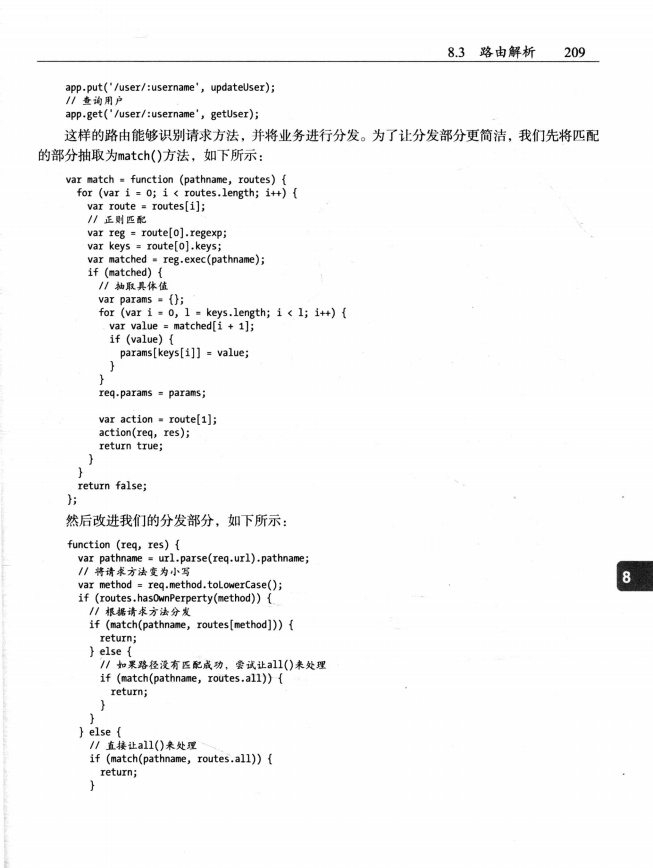 8.3 路由解析 209
app.put('/user/:username', updateUser);
// 查询用户
app.get('/user/:username', getUser);
这样的路由能够识别请求方法，并将业务进行分发。为了让分发部分更简洁，我们先将匹配
的部分抽取为match()方法，如下所示：
var match = function (pathname, routes) {
for (var i = 0; i < routes.length; i++) {
var route = routes[i];
// 正则匹配
var reg = route[0].regexp;
var keys = route[0].keys;
var matched = reg.exec(pathname);
if (matched) {
// 抽取具体值
var params = {};
for (var i = 0, l = keys.length; i < l; i++) {
var value = matched[i + 1];
if (value) {
params[keys[i]] = value;
}
}
req.params = params;
var action = route[1];
action(req, res);
return true;
}
}
return false;
};
然后改进我们的分发部分，如下所示：
function (req, res) {
var pathname = url.parse(req.url).pathname;
// 将请求方法变为小写
var method = req.method.toLowerCase();
if (routes.hasOwnPerperty(method)) {
// 根据请求方法分发
if (match(pathname, routes[method])) {
return;
} else {
// 如果路径没有匹配成功，尝试让all()来处理
if (match(pathname, routes.all)) {
return;
}
}
} else {
// 直接让all()来处理
if (match(pathname, routes.all)) {
return;
}
8